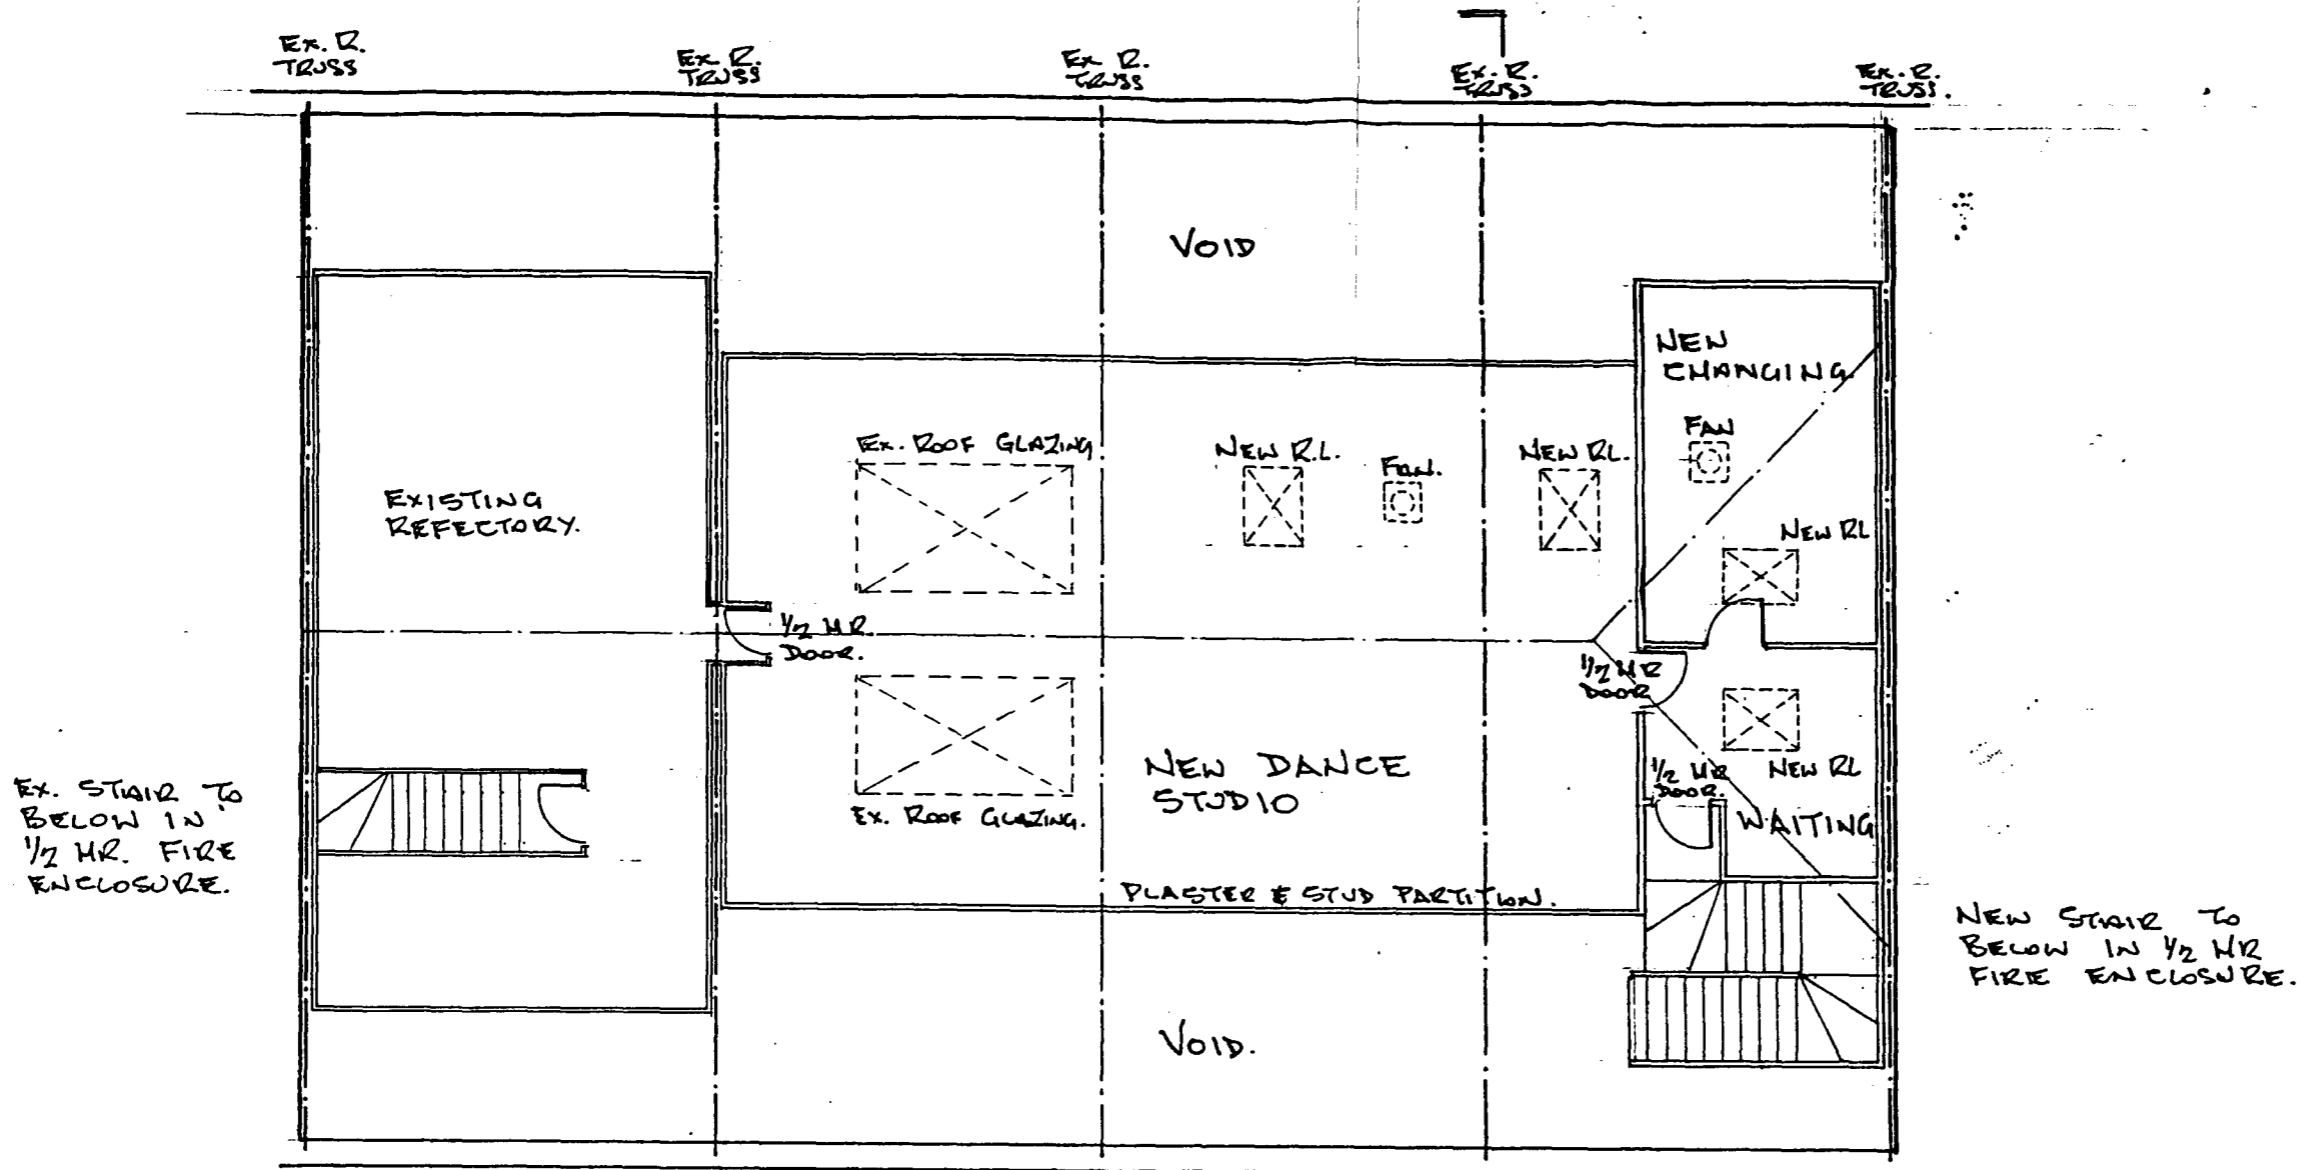 Ex. R.
TRUSS
Ex R.
TRUSS
Ex R.
TRUSS
Ex. R.
TRUSS
Ex. R.
TRUSS.
VOID
NEW
CHANGING.
FAN
NEW RL
Ex. ROOF GLAZING
NEW R.L.
FAN.
NEW RL.
EXISTING
REFECTORY.
1/2 HR.
DOOR.
1/2 HR
DOOR
NEW DANCE
STUDIO
Ex. ROOF GLAZING.
1/2 HR
DOOR.
NEW RL
WAITING
EX. STAIR TO
BELOW IN
1/2 HR. FIRE
ENCLOSURE.
PLASTER & STUD PARTITION.
NEW STAIR TO
BELOW IN 1/2 HR
FIRE ENCLOSURE.
VOID.